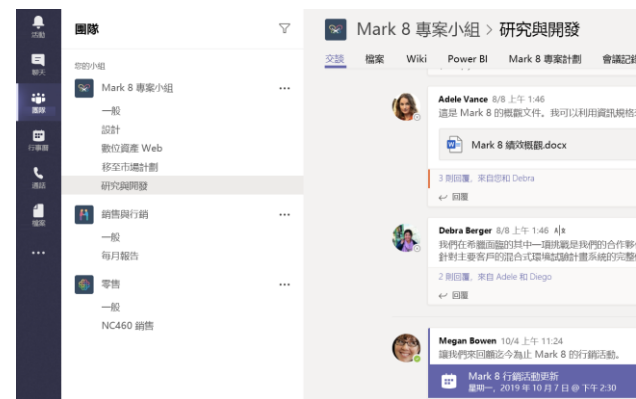 活動
聊天
團隊
行事曆
通話
檔案
團隊
您的小組
Mark 8 專案小組
一般
設計
數位資產 Web
移至市場計劃
研究與開發
銷售與行銷
一般
每月報告
零售
一般
NC460 銷售
Mark 8 專案小組 > 研究與開發
交談 檔案 Wiki Power BI Mark 8 專案計劃 會議記錄
Adele Vance 8/8 上午 1:46
這是 Mark 8 的概觀文件。我可以利用資訊規格
Mark 8 績效概觀.docx
3 則回覆，來自您和 Debra
回覆
Debra Berger 8/8 上午 1:46
我們在希臘面臨的其中一項挑戰是我們的合作夥
針對主要客戶的混合式環境試驗計畫系統的完整
2 則回覆，來自 Adele 和 Diego
回覆
Megan Bowen 10/4 上午 11:24
讓我們來回顧迄今為止 Mark 8 的行銷活動。
Mark 8 行銷活動更新
星期一，2019 年 10 月 7 日 @ 下午 2:30